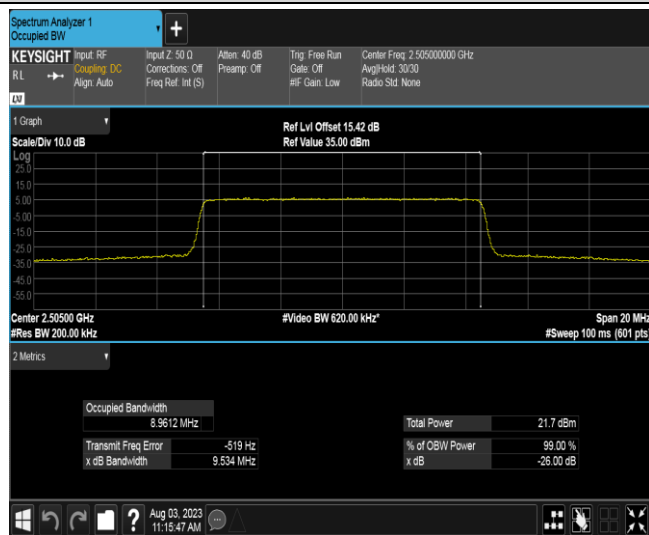 Spectrum Analyzer 1
Occupied BW
+
KEYSIGHT Input: RF Input Z: 50 Ω Atten: 40 dB Trig: Free Run Center Freq: 2.505000000 GHz
RL Coupling: DC Corrections: Off Preamp: Off Gate: Off Avg|Hold: 30/30
Align: Auto Freq Ref: Int (S) #IF Gain: Low Radio Std: None
LXI
1 Graph
Ref Lvl Offset 15.42 dB
Scale/Div 10.0 dB Ref Value 35.00 dBm
Log
25.0
15.0
5.00
-5.00
-15.0
-25.0
-35.0
-45.0
-55.0
Center 2.50500 GHz #Video BW 620.00 kHz* Span 20 MHz
#Res BW 200.00 kHz #Sweep 100 ms (601 pts)
2 Metrics
Occupied Bandwidth
8.9612 MHz Total Power 21.7 dBm
Transmit Freq Error -519 Hz % of OBW Power 99.00 %
x dB Bandwidth 9.534 MHz x dB -26.00 dB
? Aug 03, 2023
11:15:47 AM